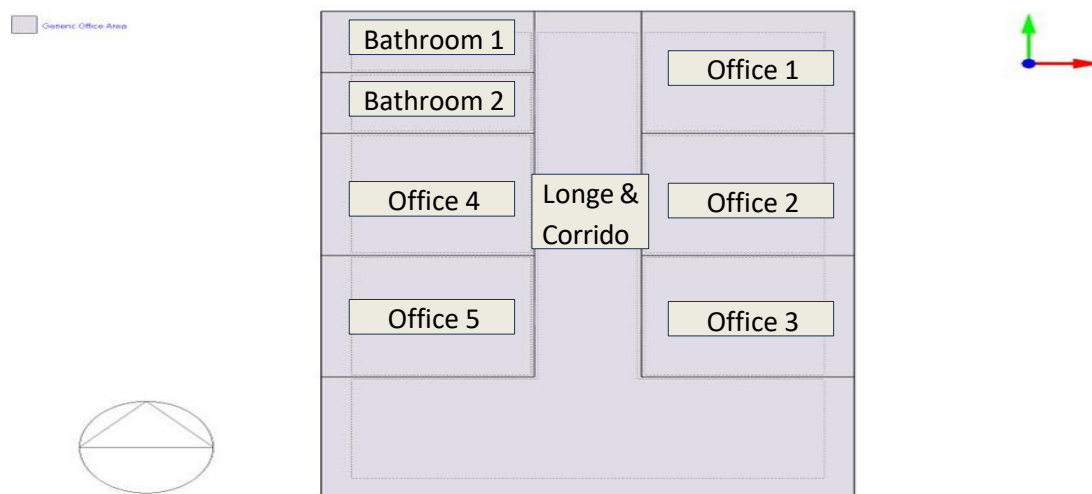 Generic Office Area
Bathroom 1
Office 1
Bathroom 2
Office 4
Longe &
Corrido
Office 2
Office 5
Office 3